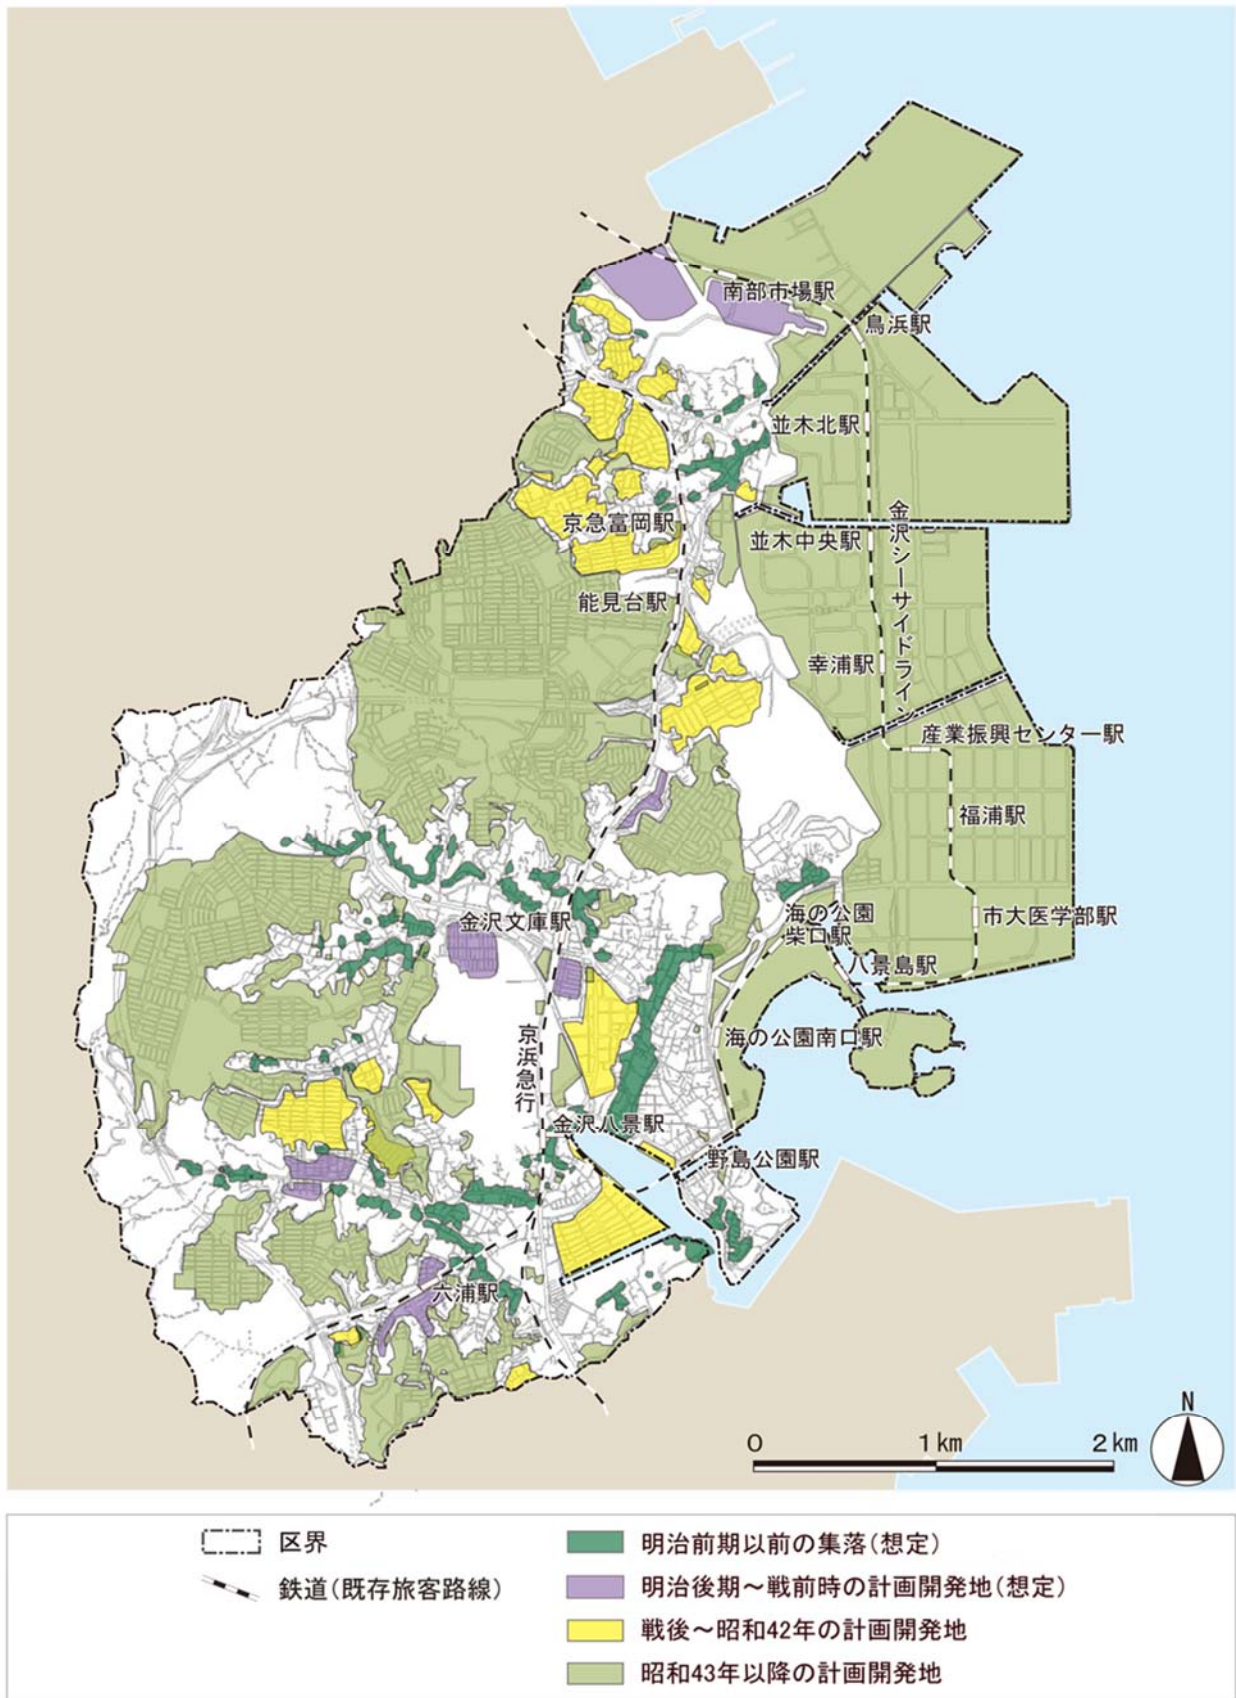 南部市場駅
鳥浜駅
並木北駅
京急富岡駅
並木中央駅
金沢シーサイドライン
能見台駅
幸浦駅
産業振興センター駅
福浦駅
海の公園
柴口駅
市大医学部駅
金沢文庫駅
八景島駅
京浜急行
海の公園南口駅
金沢八景駅
野島公園駅
六浦駅
N
0 1km 2km
区界
鉄道(既存旅客路線)
明治前期以前の集落(想定)
明治後期～戦前時の計画開発地(想定)
戦後～昭和42年の計画開発地
昭和43年以降の計画開発地